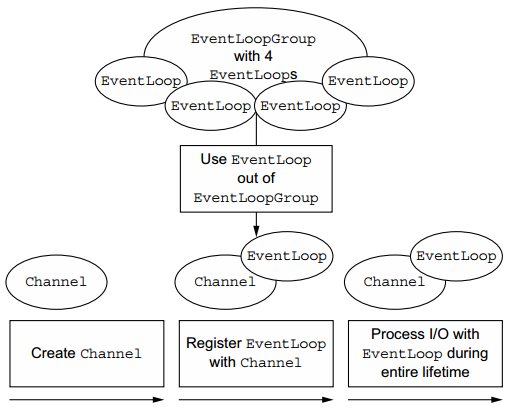 EventLoopGroup
with 4
EventLoops
EventLoop
EventLoop
EventLoop
EventLoop
Use EventLoop
out of
EventLoopGroup
Channel
Channel
EventLoop
Channel
EventLoop
Create Channel
Register EventLoop
with Channel
Process I/O with
EventLoop during
entire lifetime